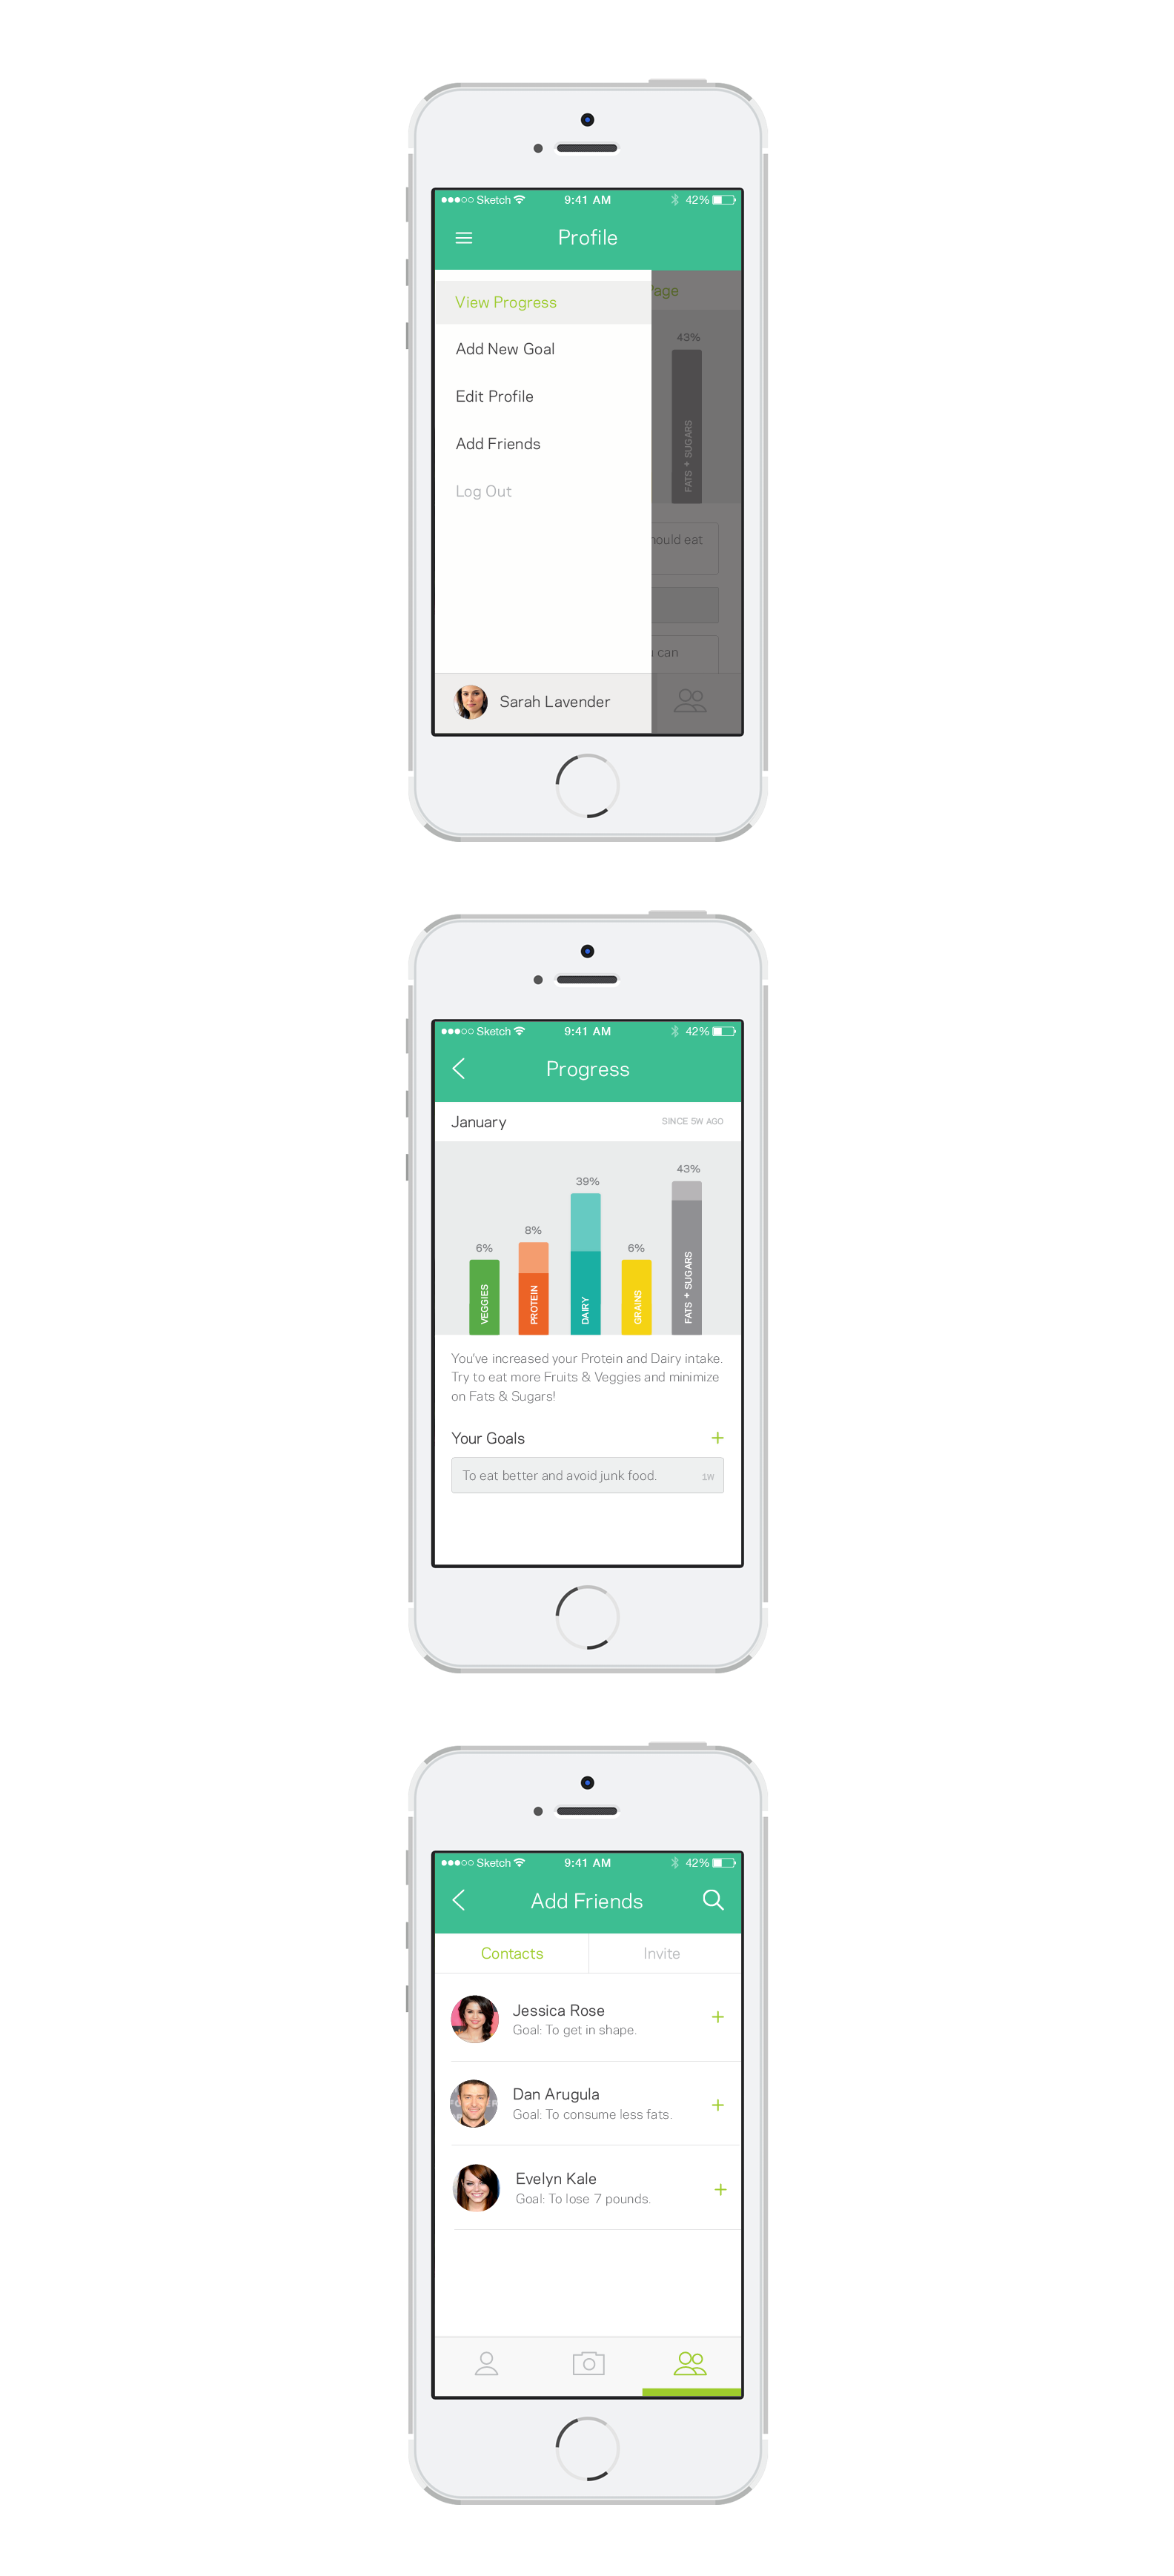 Sketch 9:41 AM 42%
Profile
View Progress
Page
43%
Add New Goal
Edit Profile
Add Friends
FATS + SUGARS
Log Out
hould eat
can
Sarah Lavender
Sketch 9:41 AM 42%
Progress
January SINCE 5W AGO
6% 8% 39% 6% 43%
VEGGIES PROTEIN DAIRY GRAINS FATS + SUGARS
You've increased your Protein and Dairy intake.
Try to eat more Fruits & Veggies and minimize
on Fats & Sugars!
Your Goals +
To eat better and avoid junk food. 1W
Sketch 9:41 AM 42%
Add Friends
Contacts Invite
Jessica Rose
Goal: To get in shape. +
Dan Arugula
Goal: To consume less fats. +
Evelyn Kale
Goal: To lose 7 pounds. +